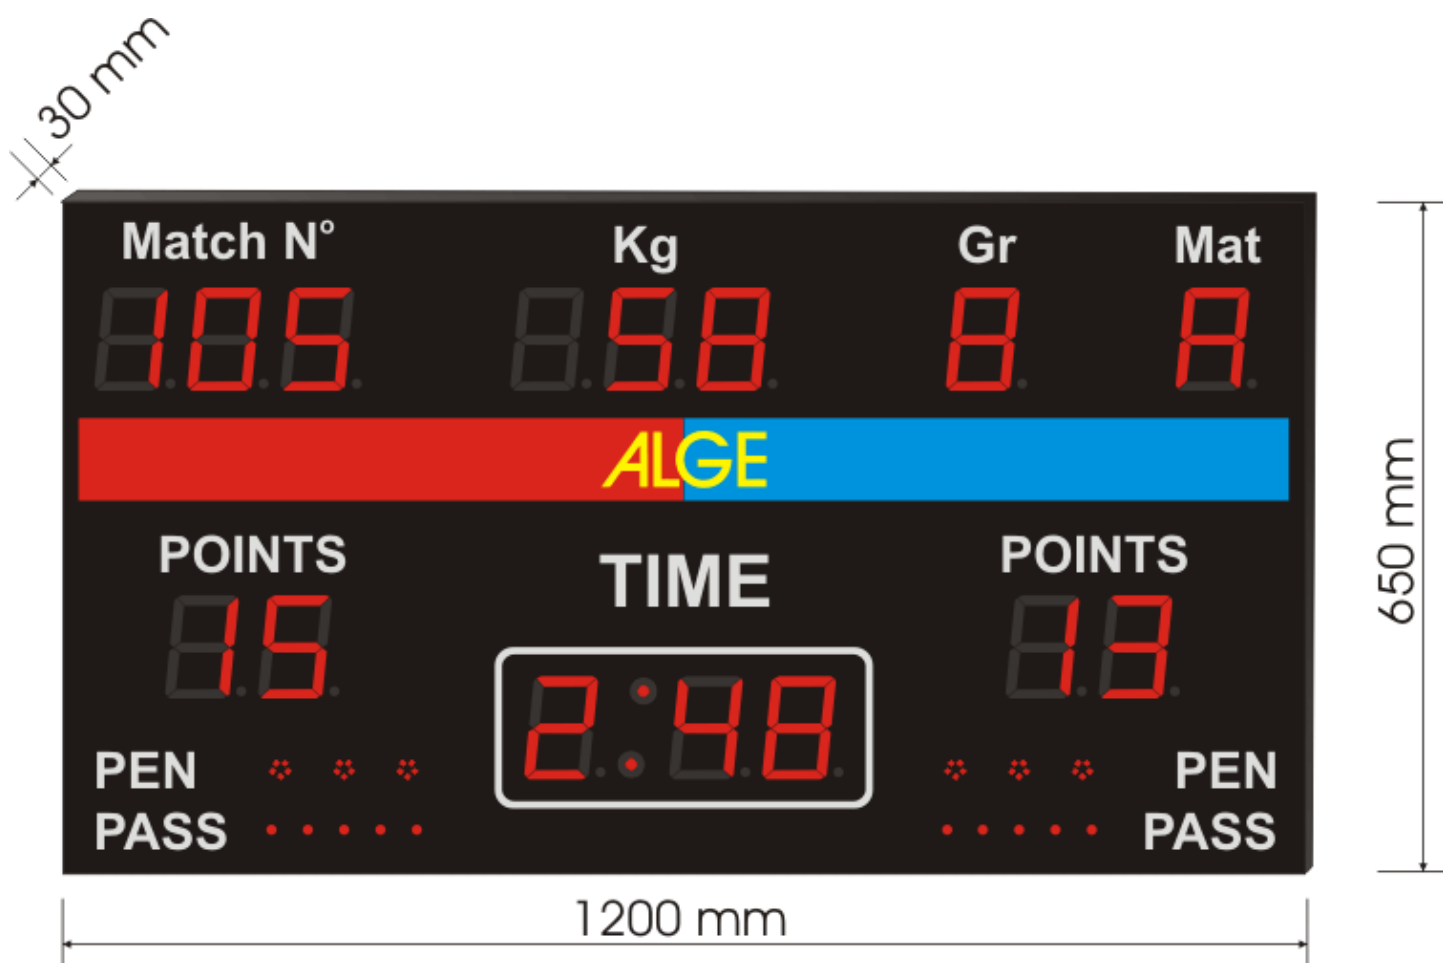 30 mm
Match N° Kg Gr Mat
105 58 8 A
ALGE
POINTS TIME POINTS
15 2:48 13
PEN PEN
PASS PASS
650 mm
1200 mm